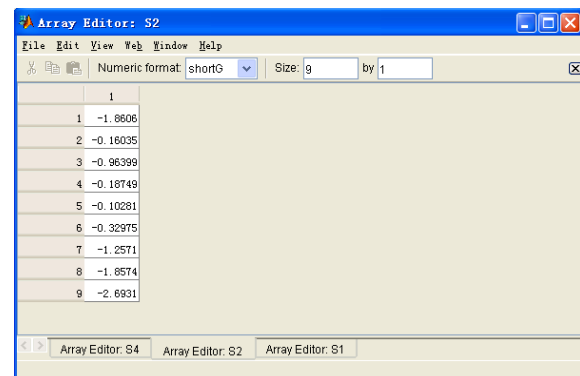 Array Editor: S2
File Edit View Web Window Help
Numeric format: shortG Size: 9 by 1
1
1 -1.8606
2 -0.16035
3 -0.96399
4 -0.18749
5 -0.10281
6 -0.32975
7 -1.2571
8 -1.8574
9 -2.6931
Array Editor: S4 Array Editor: S2 Array Editor: S1